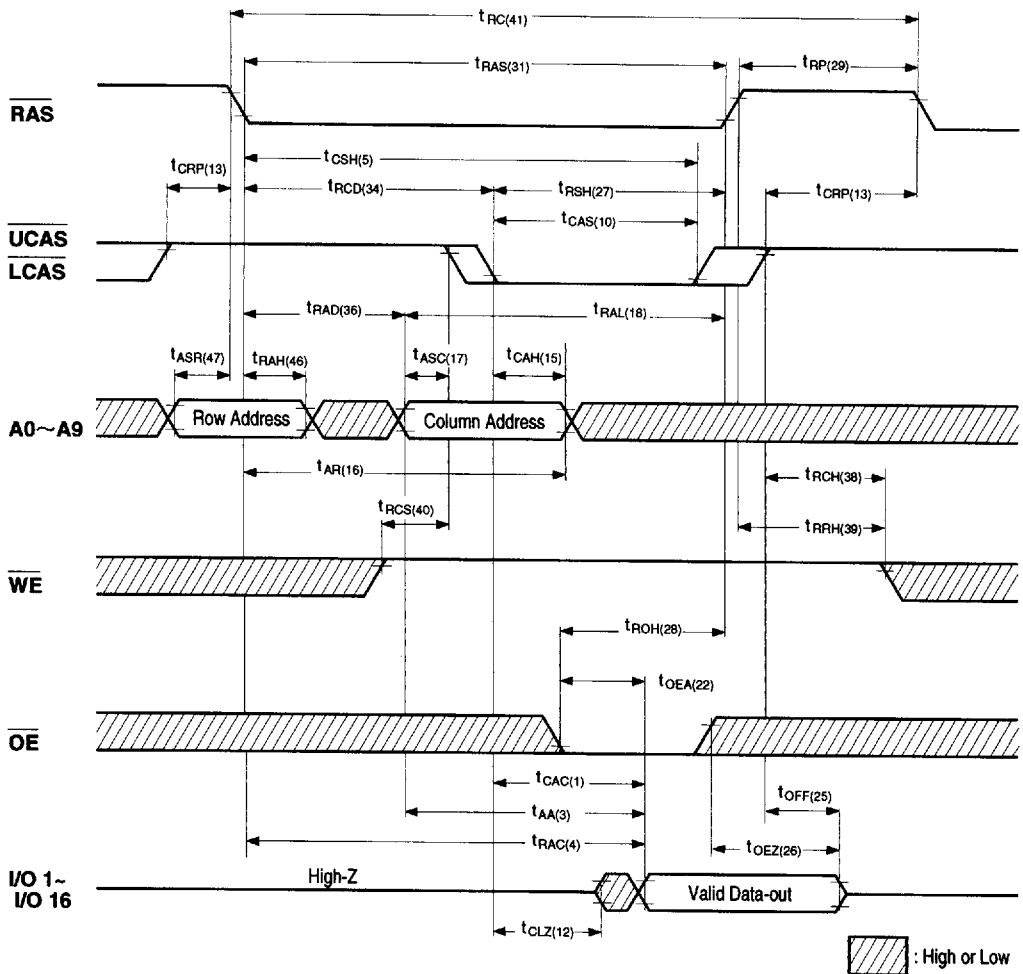 tRC(41)
tRAS(31)
tRP(29)
RAS
tCSH(5)
tCRP(13)
tRCD(34)
tRSH(27)
tCRP(13)
tCAS(10)
UCAS
LCAS
tRAD(36)
tRAL(18)
tASR(47)
tRAH(46)
tASC(17)
tCAH(15)
A0~A9
Row Address
Column Address
tAR(16)
tRCH(38)
tRCS(40)
tRRH(39)
WE
tROH(28)
tOEA(22)
OE
tCAC(1)
tOFF(25)
tAA(3)
tRAC(4)
tOEZ(26)
I/O 1~
I/O 16
High-Z
Valid Data-out
tCLZ(12)
: High or Low